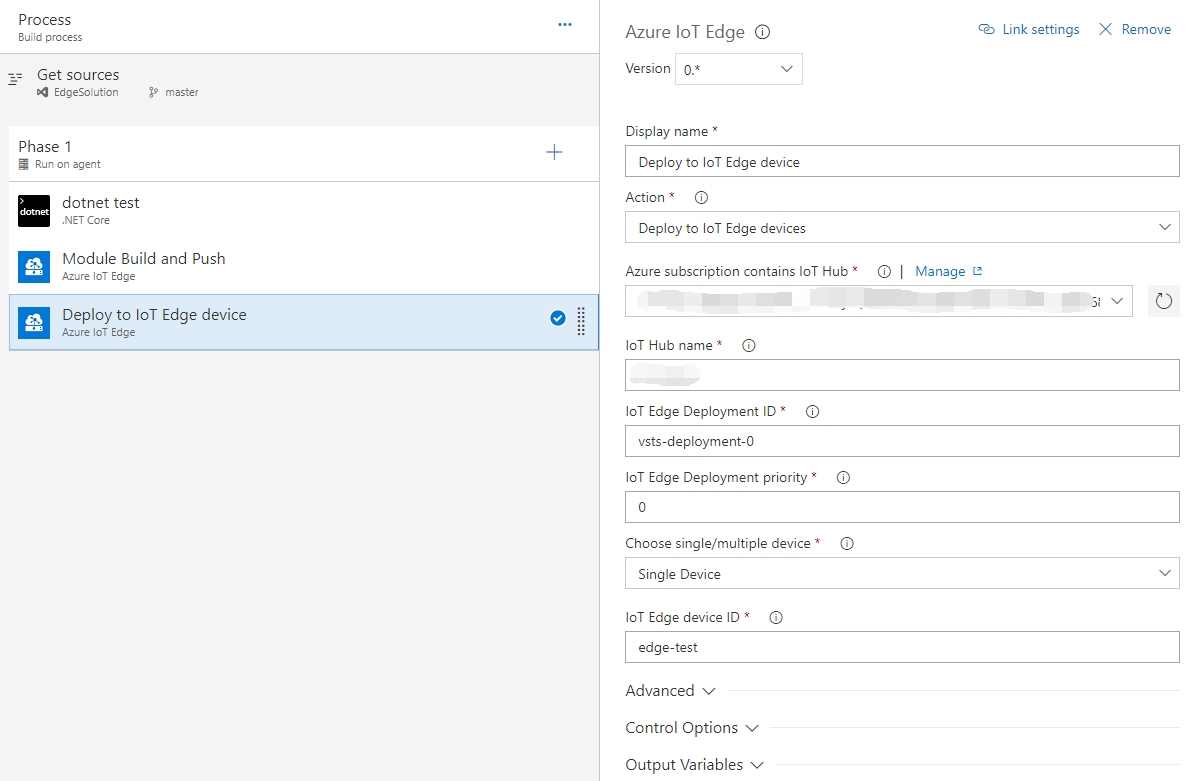 Process
Build process
Get sources
EdgeSolution master
Phase 1
Run on agent
dotnet
dotnet test
.NET Core
Module Build and Push
Azure IoT Edge
Deploy to IoT Edge device
Azure IoT Edge
Azure IoT Edge
Link settings
Remove
Version 0.*
Display name *
Deploy to IoT Edge device
Action *
Deploy to IoT Edge devices
Azure subscription contains IoT Hub * | Manage
IoT Hub name *
IoT Edge Deployment ID *
vsts-deployment-0
IoT Edge Deployment priority *
0
Choose single/multiple device *
Single Device
IoT Edge device ID *
edge-test
Advanced
Control Options
Output Variables